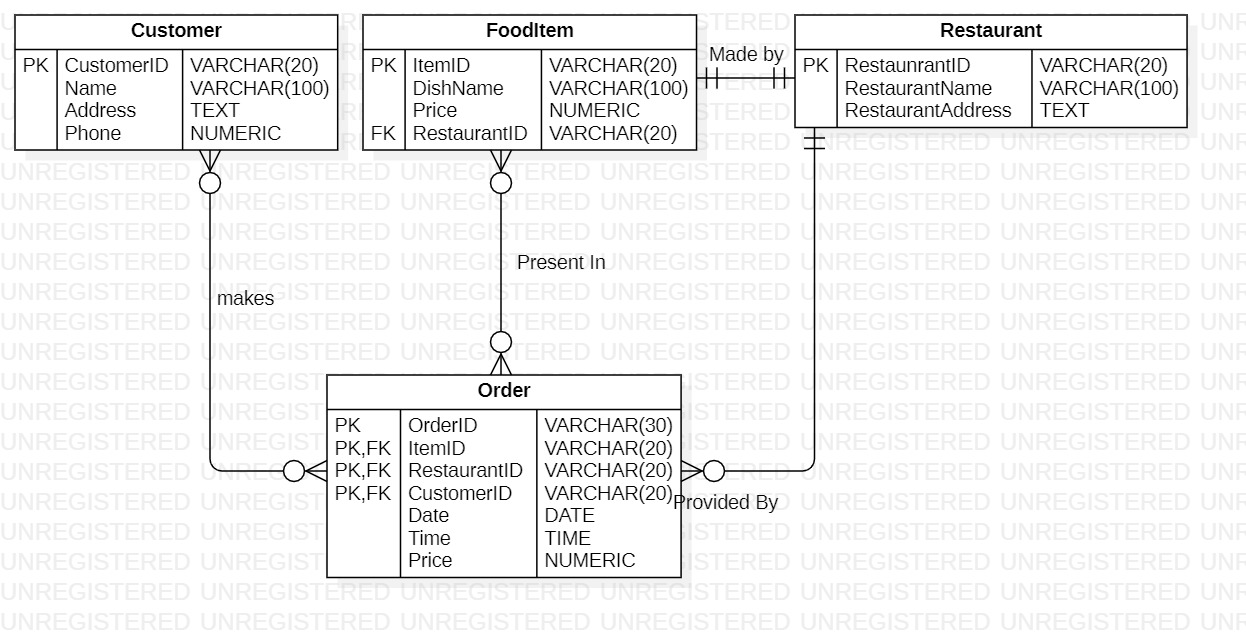 Customer
PK CustomerID VARCHAR(20)
Name VARCHAR(100)
Address TEXT
Phone NUMERIC
FoodItem
PK ItemID VARCHAR(20)
DishName VARCHAR(100)
Price NUMERIC
FK RestaurantID VARCHAR(20)
Made by
Restaurant
PK RestaunrantID VARCHAR(20)
RestaurantName VARCHAR(100)
RestaurantAddress TEXT
Present In
makes
Order
PK OrderID VARCHAR(30)
PK,FK ItemID VARCHAR(20)
PK,FK RestaurantID VARCHAR(20)
PK,FK CustomerID VARCHAR(20)
Date DATE
Time TIME
Price NUMERIC
Provided By
UNREGISTERED